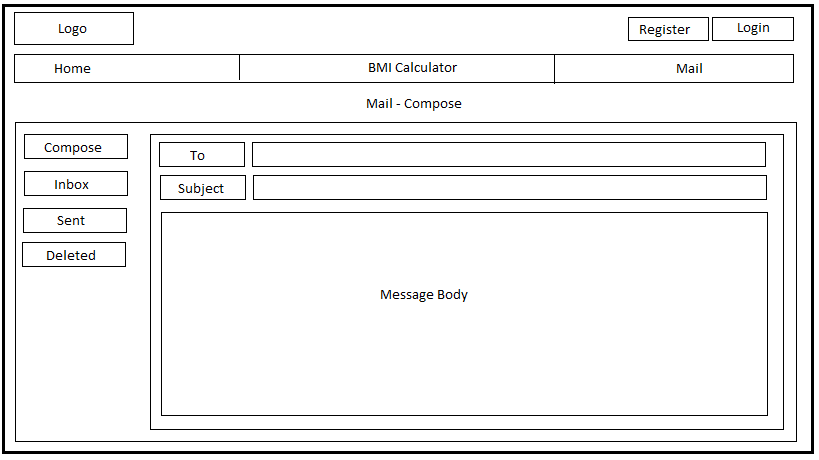 Logo
Register
Login
Home
BMI Calculator
Mail
Mail - Compose
Compose
Inbox
Sent
Deleted
To
Subject
Message Body